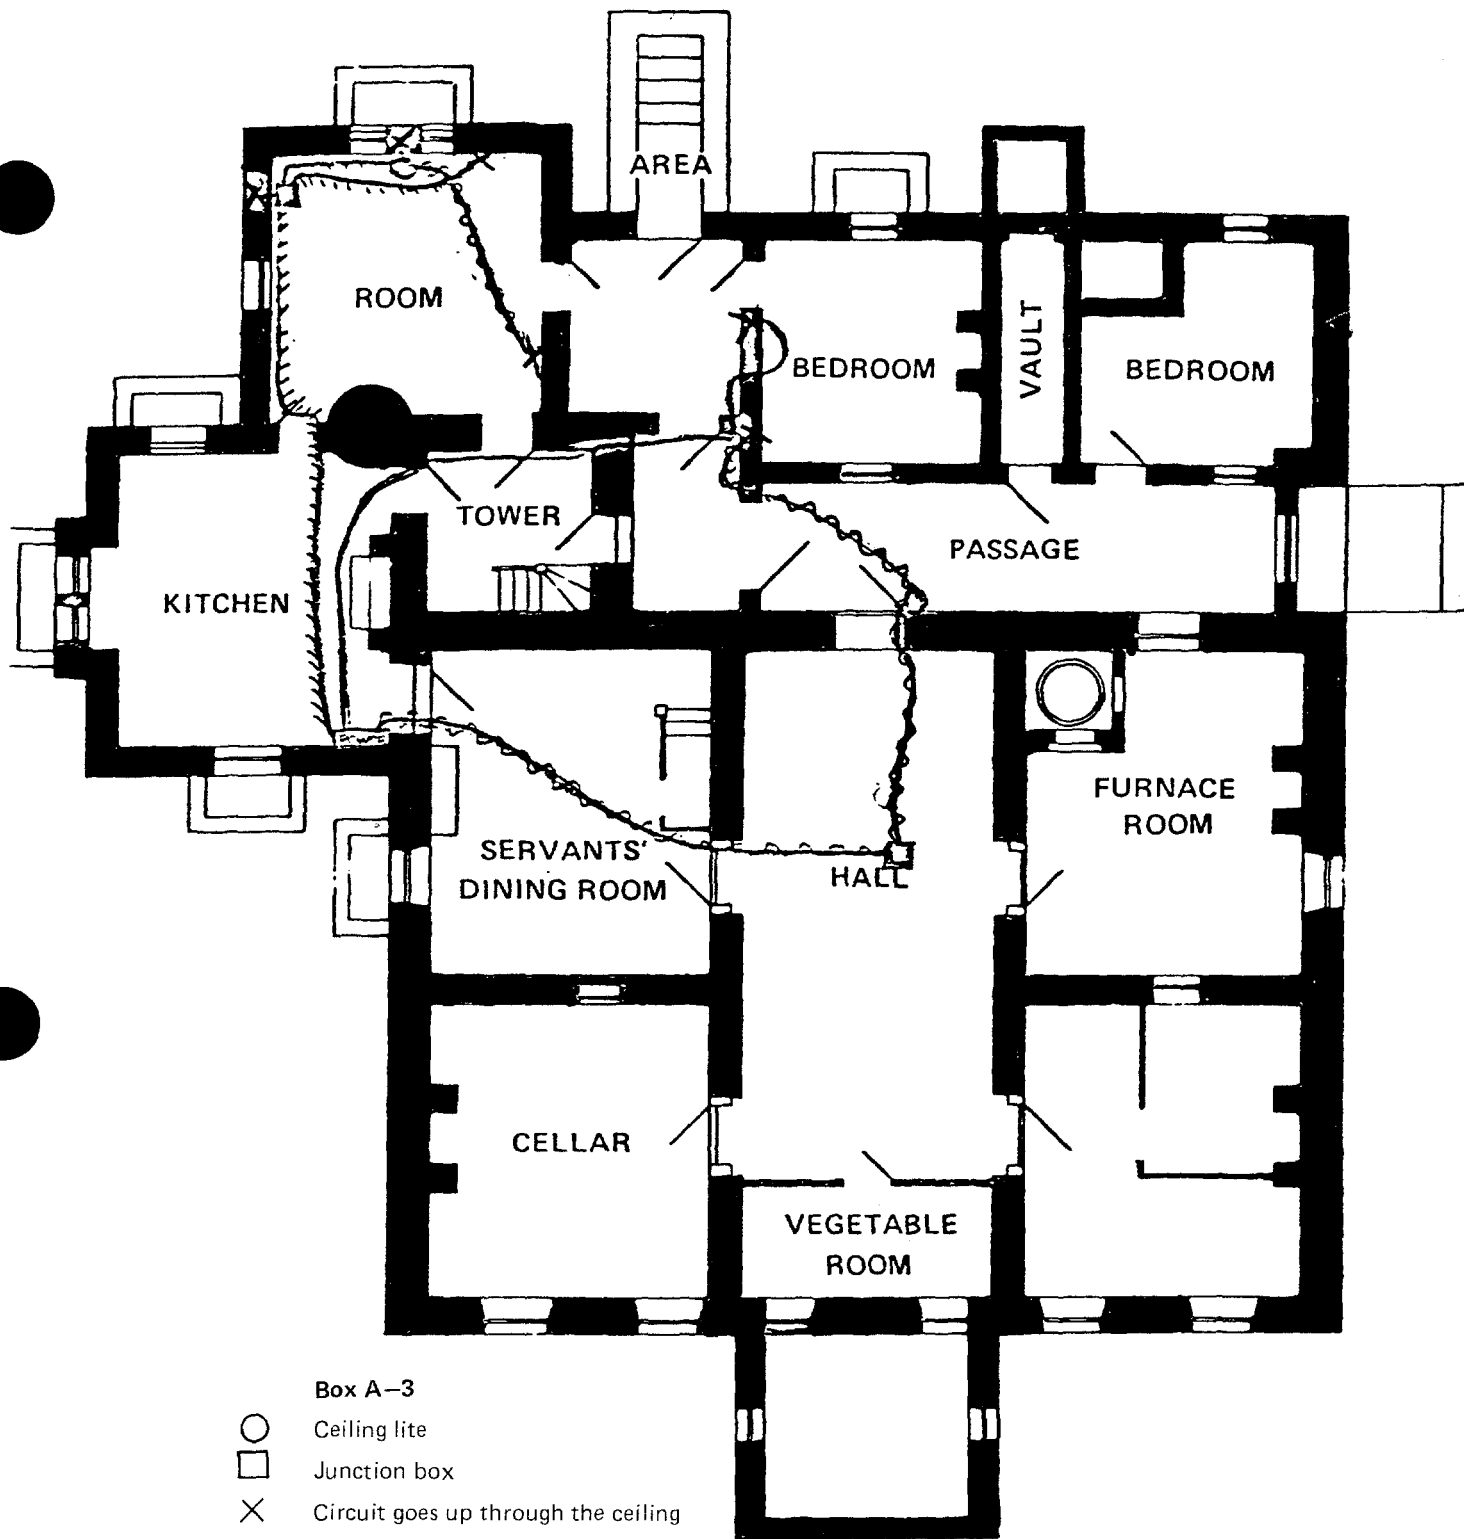 AREA
ROOM
BEDROOM
VAULT
BEDROOM
TOWER
PASSAGE
KITCHEN
FURNACE
ROOM
SERVANTS'
DINING ROOM
HALL
CELLAR
VEGETABLE
ROOM
Box A–3
Ceiling lite
Junction box
Circuit goes up through the ceiling